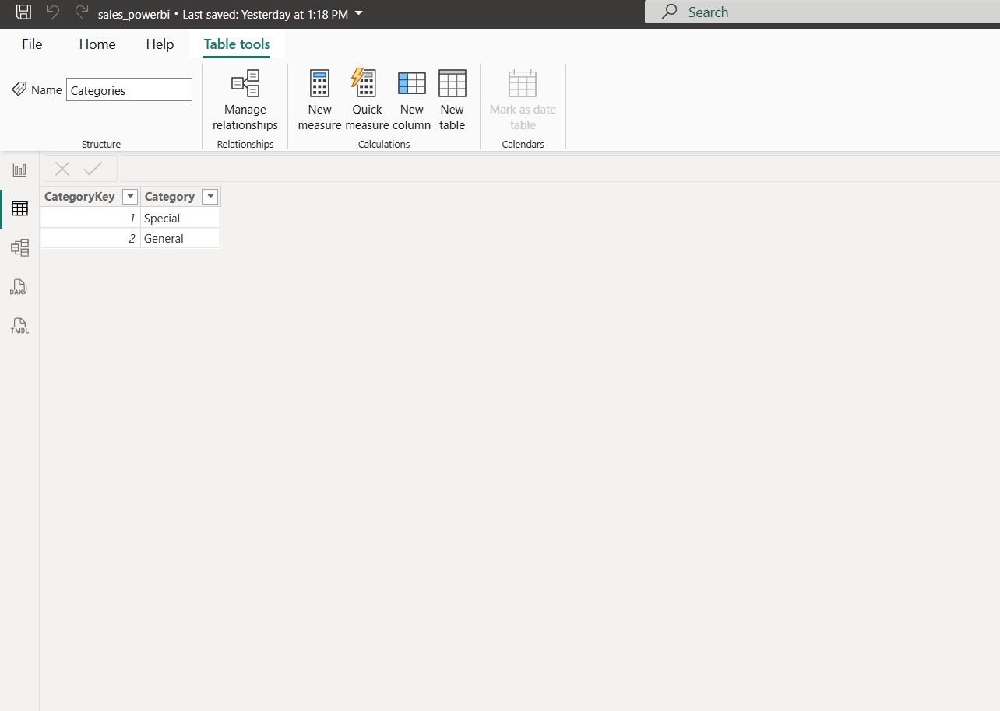 sales_powerbi • Last saved: Yesterday at 1:18 PM
Search
File Home Help Table tools
Name Categories
Structure
Manage
relationships
Relationships
New
measure
Quick
measure
New
column
New
table
Calculations
Mark as date
table
Calendars
CategoryKey Category
1 Special
2 General
DAX
TMDL